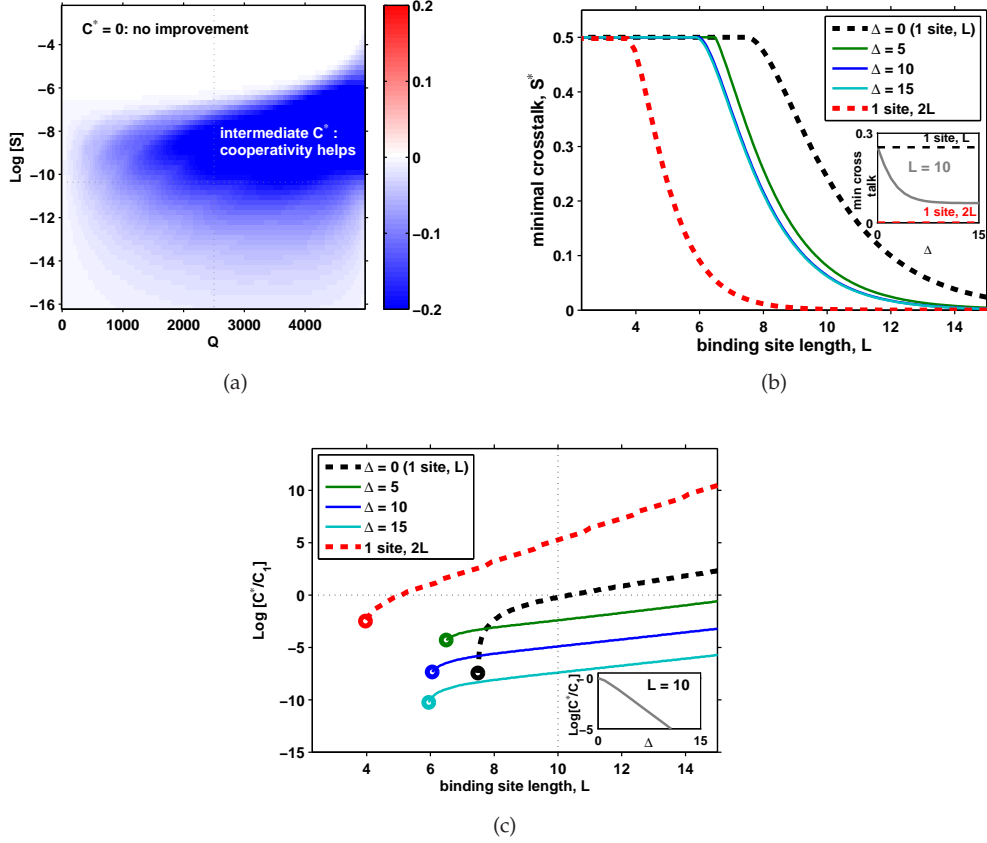 C* = 0: no improvement
intermediate C* :
cooperativity helps
Log [S]
−4
−6
−8
−10
−12
−14
−16
0
1000
2000
3000
4000
Q
0.2
0.1
0
−0.1
−0.2
(a)
minimal crosstalk, S*
0.5
0.4
0.3
0.2
0.1
0
4
6
8
10
12
14
binding site length, L
Δ = 0 (1 site, L)
Δ = 5
Δ = 10
Δ = 15
1 site, 2L
min cross
talk
0.3
0
1 site, L
L = 10
1 site, 2L
0
15
Δ
(b)
Log [C*/C1]
10
5
0
−5
−10
−15
4
6
8
10
12
14
binding site length, L
Δ = 0 (1 site, L)
Δ = 5
Δ = 10
Δ = 15
1 site, 2L
Log[C*/C1]
−0
−5
L = 10
0
15
Δ
(c)